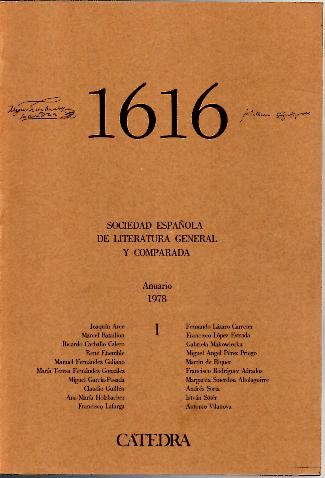 1616
SOCIEDAD ESPAÑOLA
DE LITERATURA GENERAL
Y COMPARADA
Anuario
1978
1
Joaquín Arce
Marcel Bataillon
Ricardo Carballo Calero
René Etiemble
Manuel Fernández Galiano
María Teresa Fernández González
Miguel García-Posada
Claudio Guillén
Ana María Holzbacher
Francisco Lafarga
Fernando Lázaro Carreter
Francisco López Estrada
Gabriela Makowiecka
Miguel Angel Pérez Priego
Martín de Riquer
Francisco Rodríguez Adrados
Margarita Smerdou Altolaguirre
Andrés Soria
István Sőtér
Antonio Vilanova
CÁTEDRA